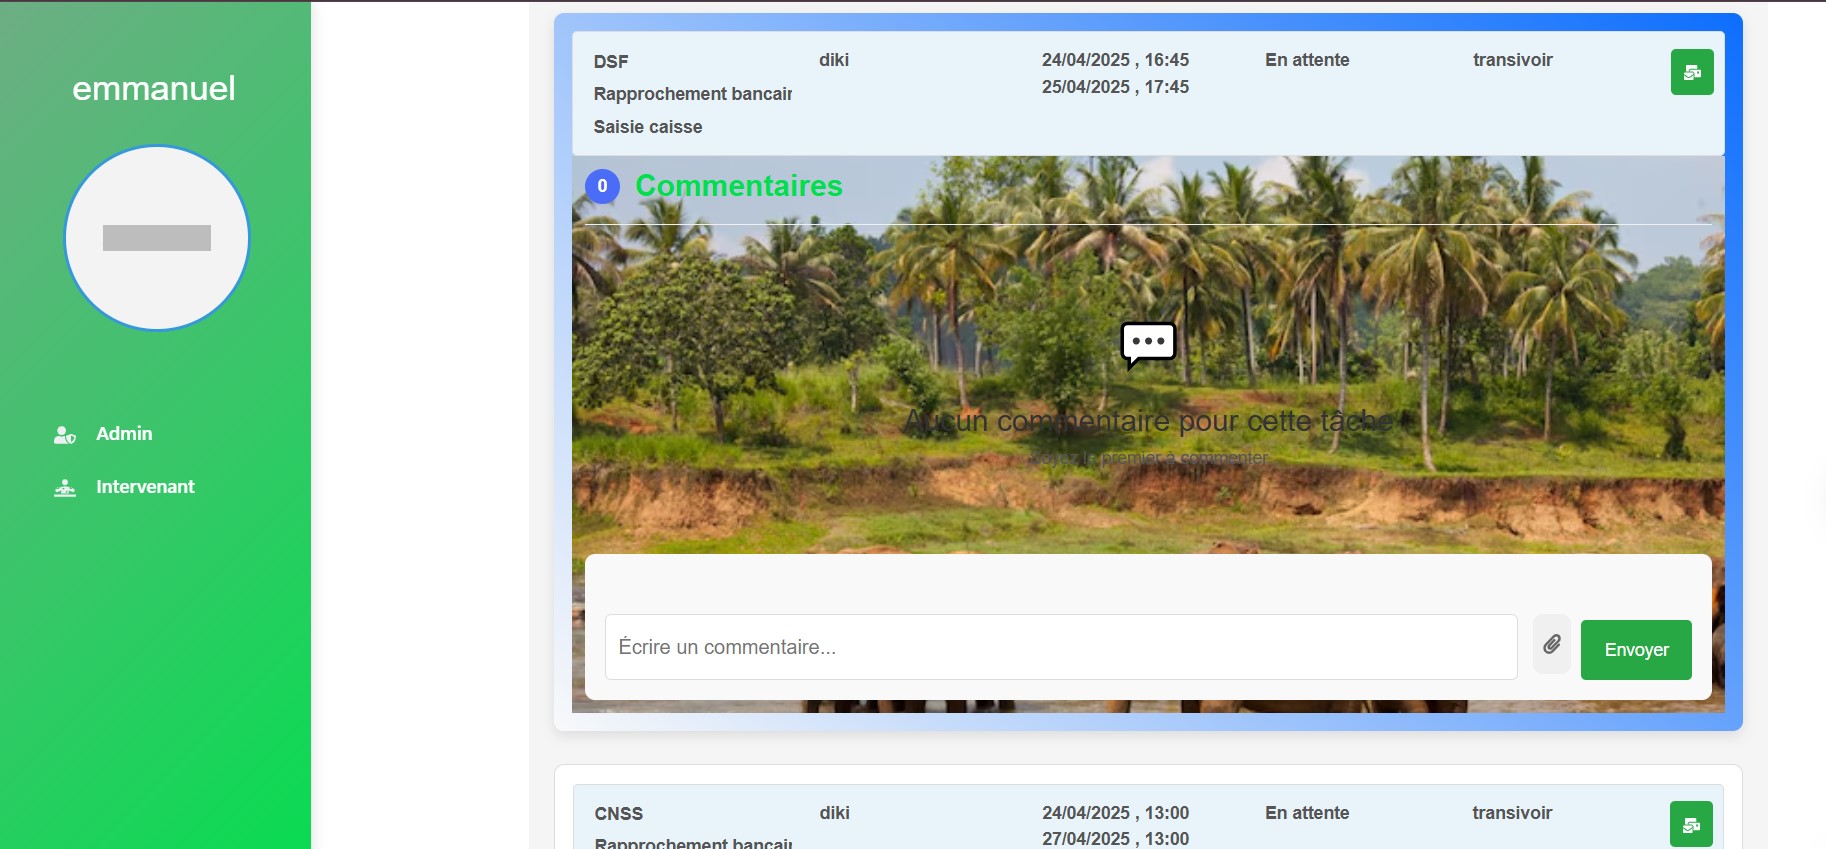 emmanuel
Admin
Intervenant
DSF diki 24/04/2025 , 16:45 En attente transivoir
Rapprochement bancair 25/04/2025 , 17:45
Saisie caisse
0 Commentaires
Aucun commentaire pour cette tâche
Soyez le premier à commenter
Écrire un commentaire...
Envoyer
CNSS diki 24/04/2025 , 13:00 En attente transivoir
Rapprochement bancair 27/04/2025 , 13:00